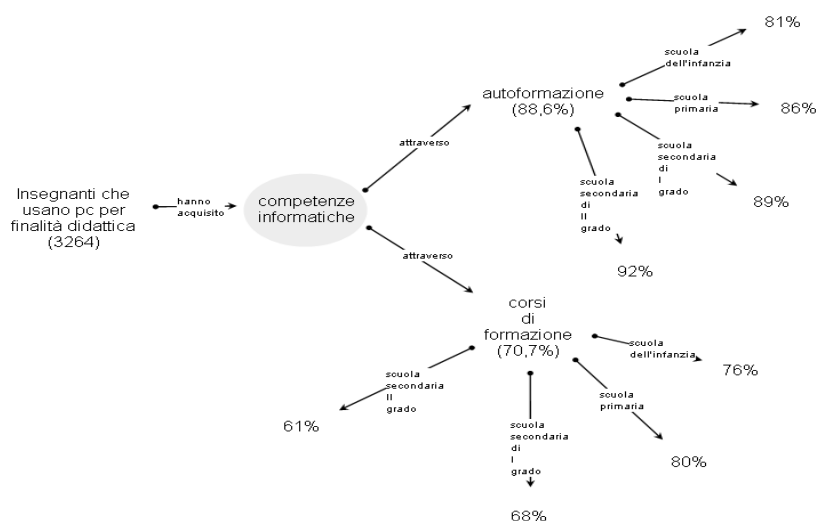 Insegnanti che
usano pc per
finalità didattica
(3264)
hanno
acquisito
competenze
informatiche
attraverso
autoformazione
(88,6%)
scuola
dell'infanzia
81%
scuola
primaria
86%
scuola
secondaria
di
I
grado
89%
scuola
secondaria
di
II
grado
92%
attraverso
corsi
di
formazione
(70,7%)
scuola
dell'infanzia
76%
scuola
primaria
80%
scuola
secondaria
di
I
grado
68%
scuola
secondaria
II
grado
61%